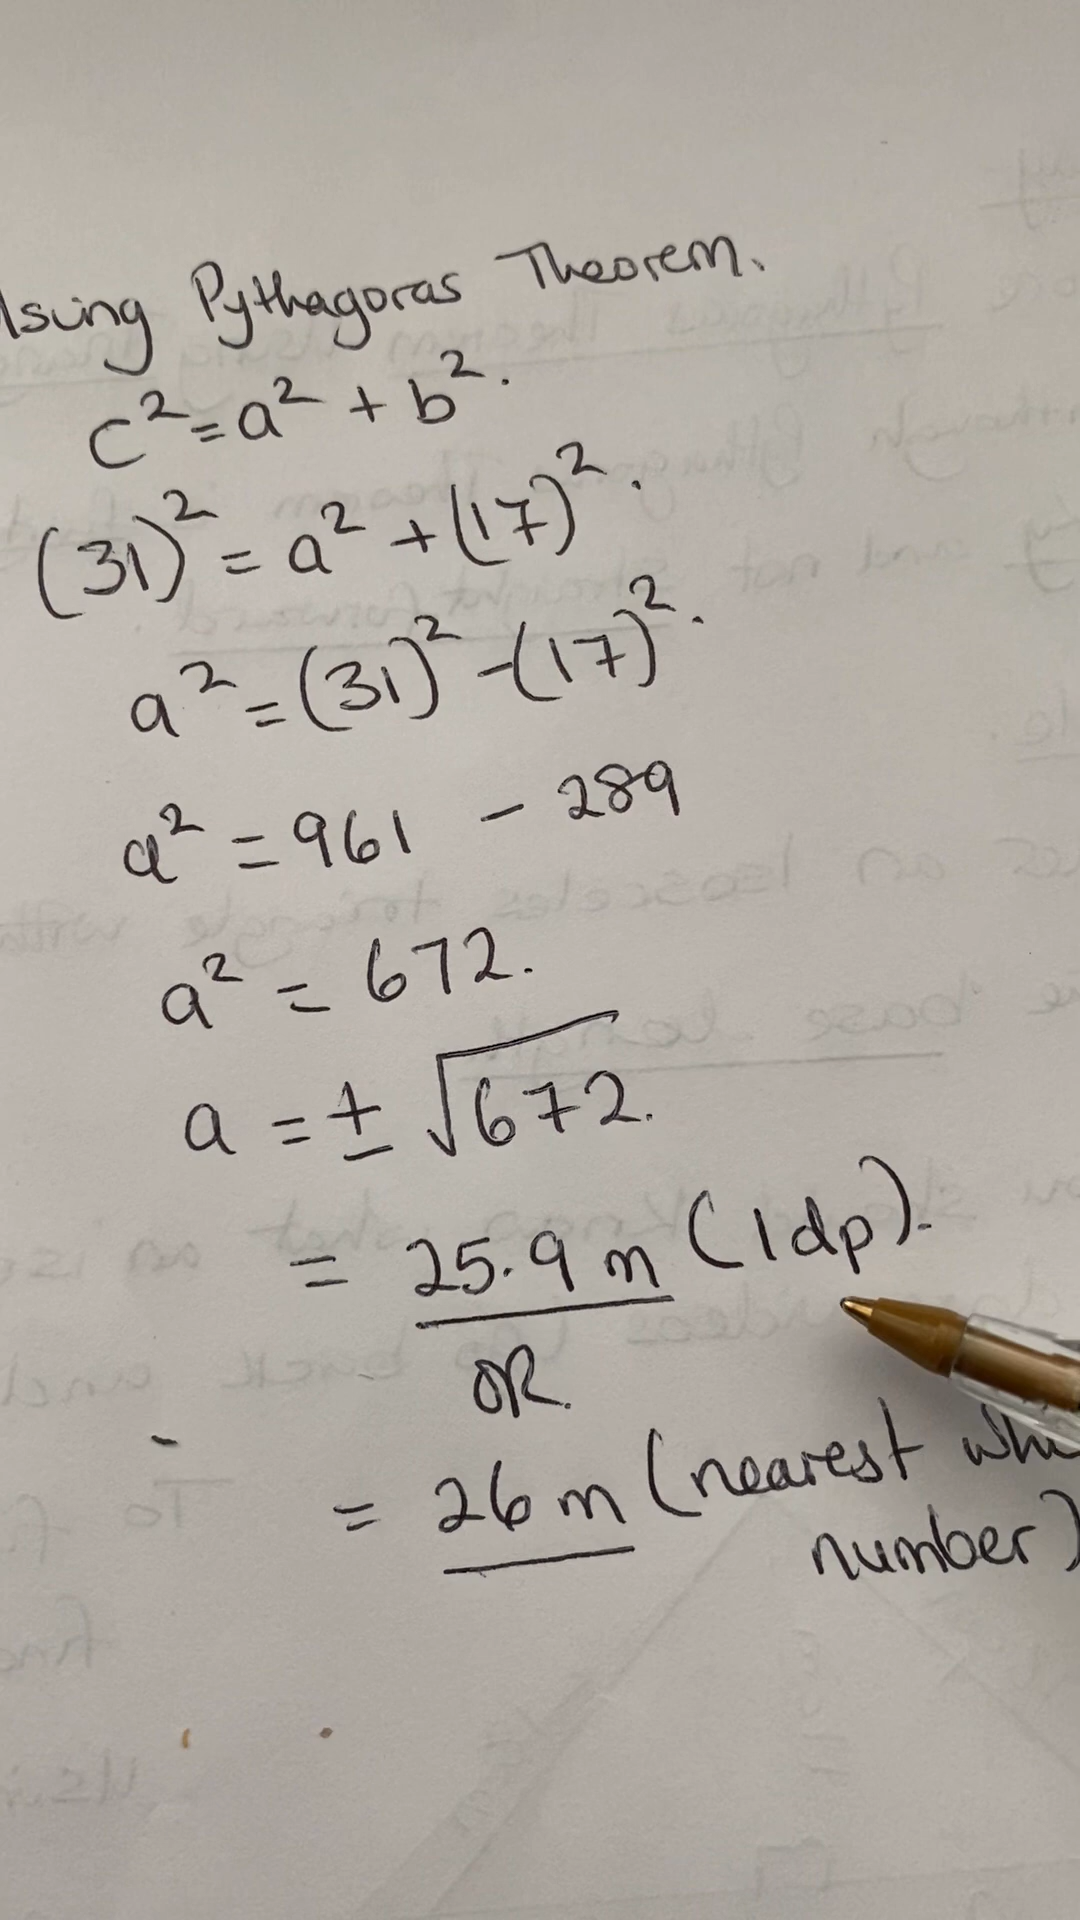 Using Pythagoras Theorem.
c² = a² + b².
(31)² = a² + (17)².
a² = (31)² - (17)².
a² = 961 - 289
a² = 672.
a = ± √672.
= 25.9 m (1dp).
OR.
= 26 m (nearest
number)